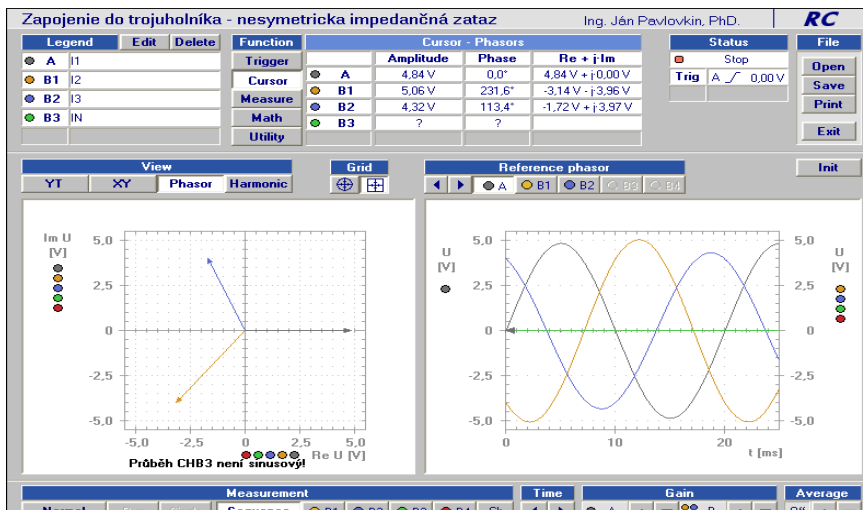 Zapojenie do trojuholníka - nesymetricka impedančná zataz Ing. Ján Pavlovkin, PhD. RC
Legend Edit Delete Function Cursor - Phasors Status File
A I1
B1 I2
B2 I3
B3 IN
Trigger
Cursor
Measure
Math
Utility
Amplitude Phase Re + j·Im
A 4,84 V 0,0° 4,84 V + j·0,00 V
B1 5,06 V 231,6° -3,14 V - j·3,96 V
B2 4,32 V 113,4° -1,72 V + j·3,97 V
B3 ? ?
Stop
Trig A 0,00 V
Open
Save
Print
Exit
View Grid Reference phasor Init
YT XY Phasor Harmonic A B1 B2 B3 B4
Im U
[V]
5,0
2,5
0
-2,5
-5,0
-5,0 -2,5 0 2,5 5,0
Re U [V]
Průběh CHB3 není sinusový!
U
[V]
5,0
2,5
0
-2,5
-5,0
0 10 20
t [ms]
5,0
2,5
0
-2,5
-5,0
U
[V]
Measurement Time Gain Average